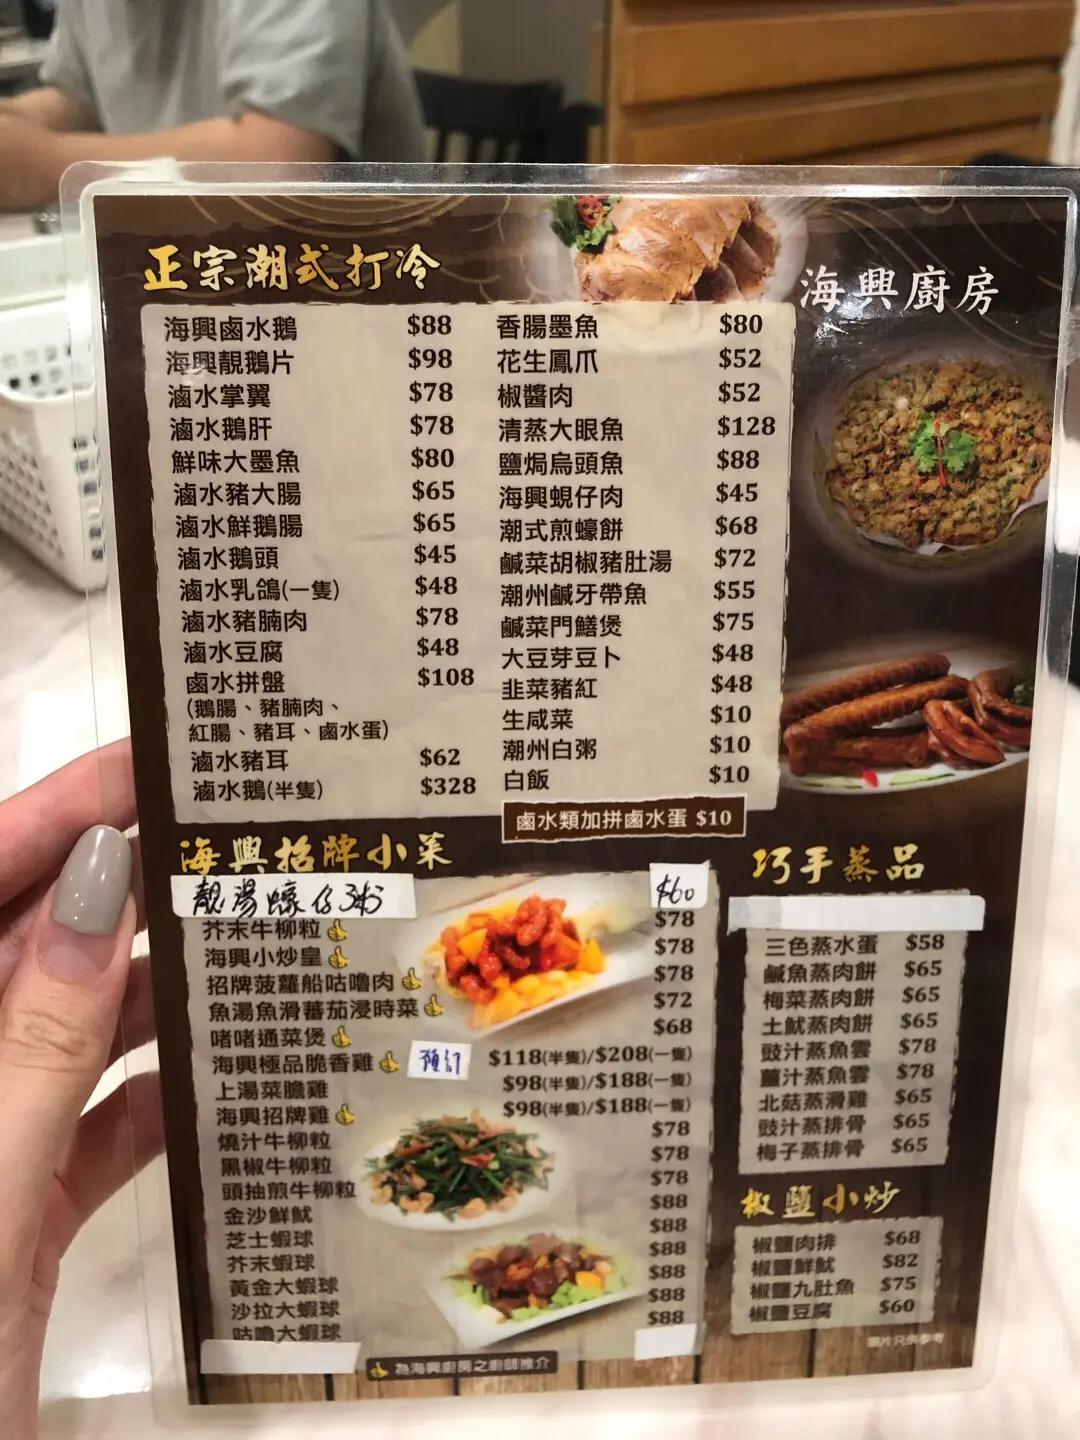 正宗潮式打冷
海興廚房
海興鹵水鵝 $88
海興靚鵝片 $98
滷水掌翼 $78
滷水鵝肝 $78
鮮味大墨魚 $80
滷水豬大腸 $65
滷水鮮鵝腸 $65
滷水鵝頭 $45
滷水乳鴿(一隻) $48
滷水豬腩肉 $78
滷水豆腐 $48
鹵水拼盤 $108
(鵝腸、豬腩肉、
紅腸、豬耳、鹵水蛋)
滷水豬耳 $62
滷水鵝(半隻) $328
香腸墨魚 $80
花生鳳爪 $52
椒醬肉 $52
清蒸大眼魚 $128
鹽焗烏頭魚 $88
海興蜆仔肉 $45
潮式煎蠔餅 $68
鹹菜胡椒豬肚湯 $72
潮州鹹牙帶魚 $55
鹹菜門鱔煲 $75
大豆芽豆卜 $48
韭菜豬紅 $48
生咸菜 $10
潮州白粥 $10
白飯 $10
鹵水類加拼鹵水蛋 $10
海興招牌小菜
靚湯蠔仔粥 $60
芥末牛柳粒 $78
海興小炒皇 $78
招牌菠蘿船咕嚕肉 $78
魚湯魚滑蕃茄浸時菜 $72
啫啫通菜煲 $68
海興極品脆香雞 預訂 $118(半隻)/$208(一隻)
上湯菜膽雞 $98(半隻)/$188(一隻)
海興招牌雞 $98(半隻)/$188(一隻)
燒汁牛柳粒 $78
黑椒牛柳粒 $78
頭抽煎牛柳粒 $78
金沙鮮魷 $88
芝士蝦球 $88
芥末蝦球 $88
黃金大蝦球 $88
沙拉大蝦球 $88
咕嚕大蝦球 $88
為海興廚房之廚師推介
巧手蒸品
三色蒸水蛋 $58
鹹魚蒸肉餅 $65
梅菜蒸肉餅 $65
土魷蒸肉餅 $65
豉汁蒸魚雲 $78
薑汁蒸魚雲 $78
北菇蒸滑雞 $65
豉汁蒸排骨 $65
梅子蒸排骨 $65
椒鹽小炒
椒鹽肉排 $68
椒鹽鮮魷 $82
椒鹽九肚魚 $75
椒鹽豆腐 $60
圖片只供參考